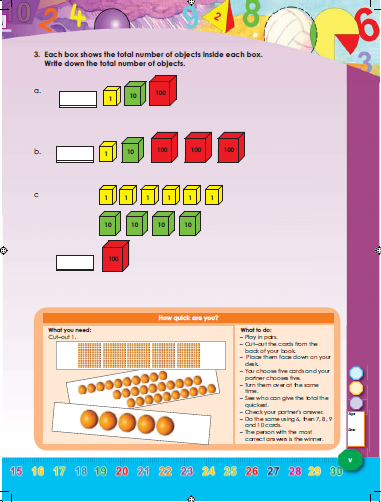 3. Each box shows the total number of objects inside each box.
Write down the total number of objects.
a.
1 10 100
b.
1 10 100 100 100
c
1 1 1 1 1 1
10 10 10 10
100
How quick are you?
What you need:
Cut–out 1.
What to do:
– Play in pairs.
– Cut–out the cards from the
back of your book.
– Place them face down on your
desk.
– You choose five cards and your
partner choose five.
– Turn them over at the same
time.
– See who can give the total the
quickest.
– Check your partner's answer.
– Do the same using 6, then 7, 8, 9
and 10 cards.
– The person with the most
correct answers is the winner.
15 16 17 18 19 20 21 22 23 24 25 26 27 28 29 30